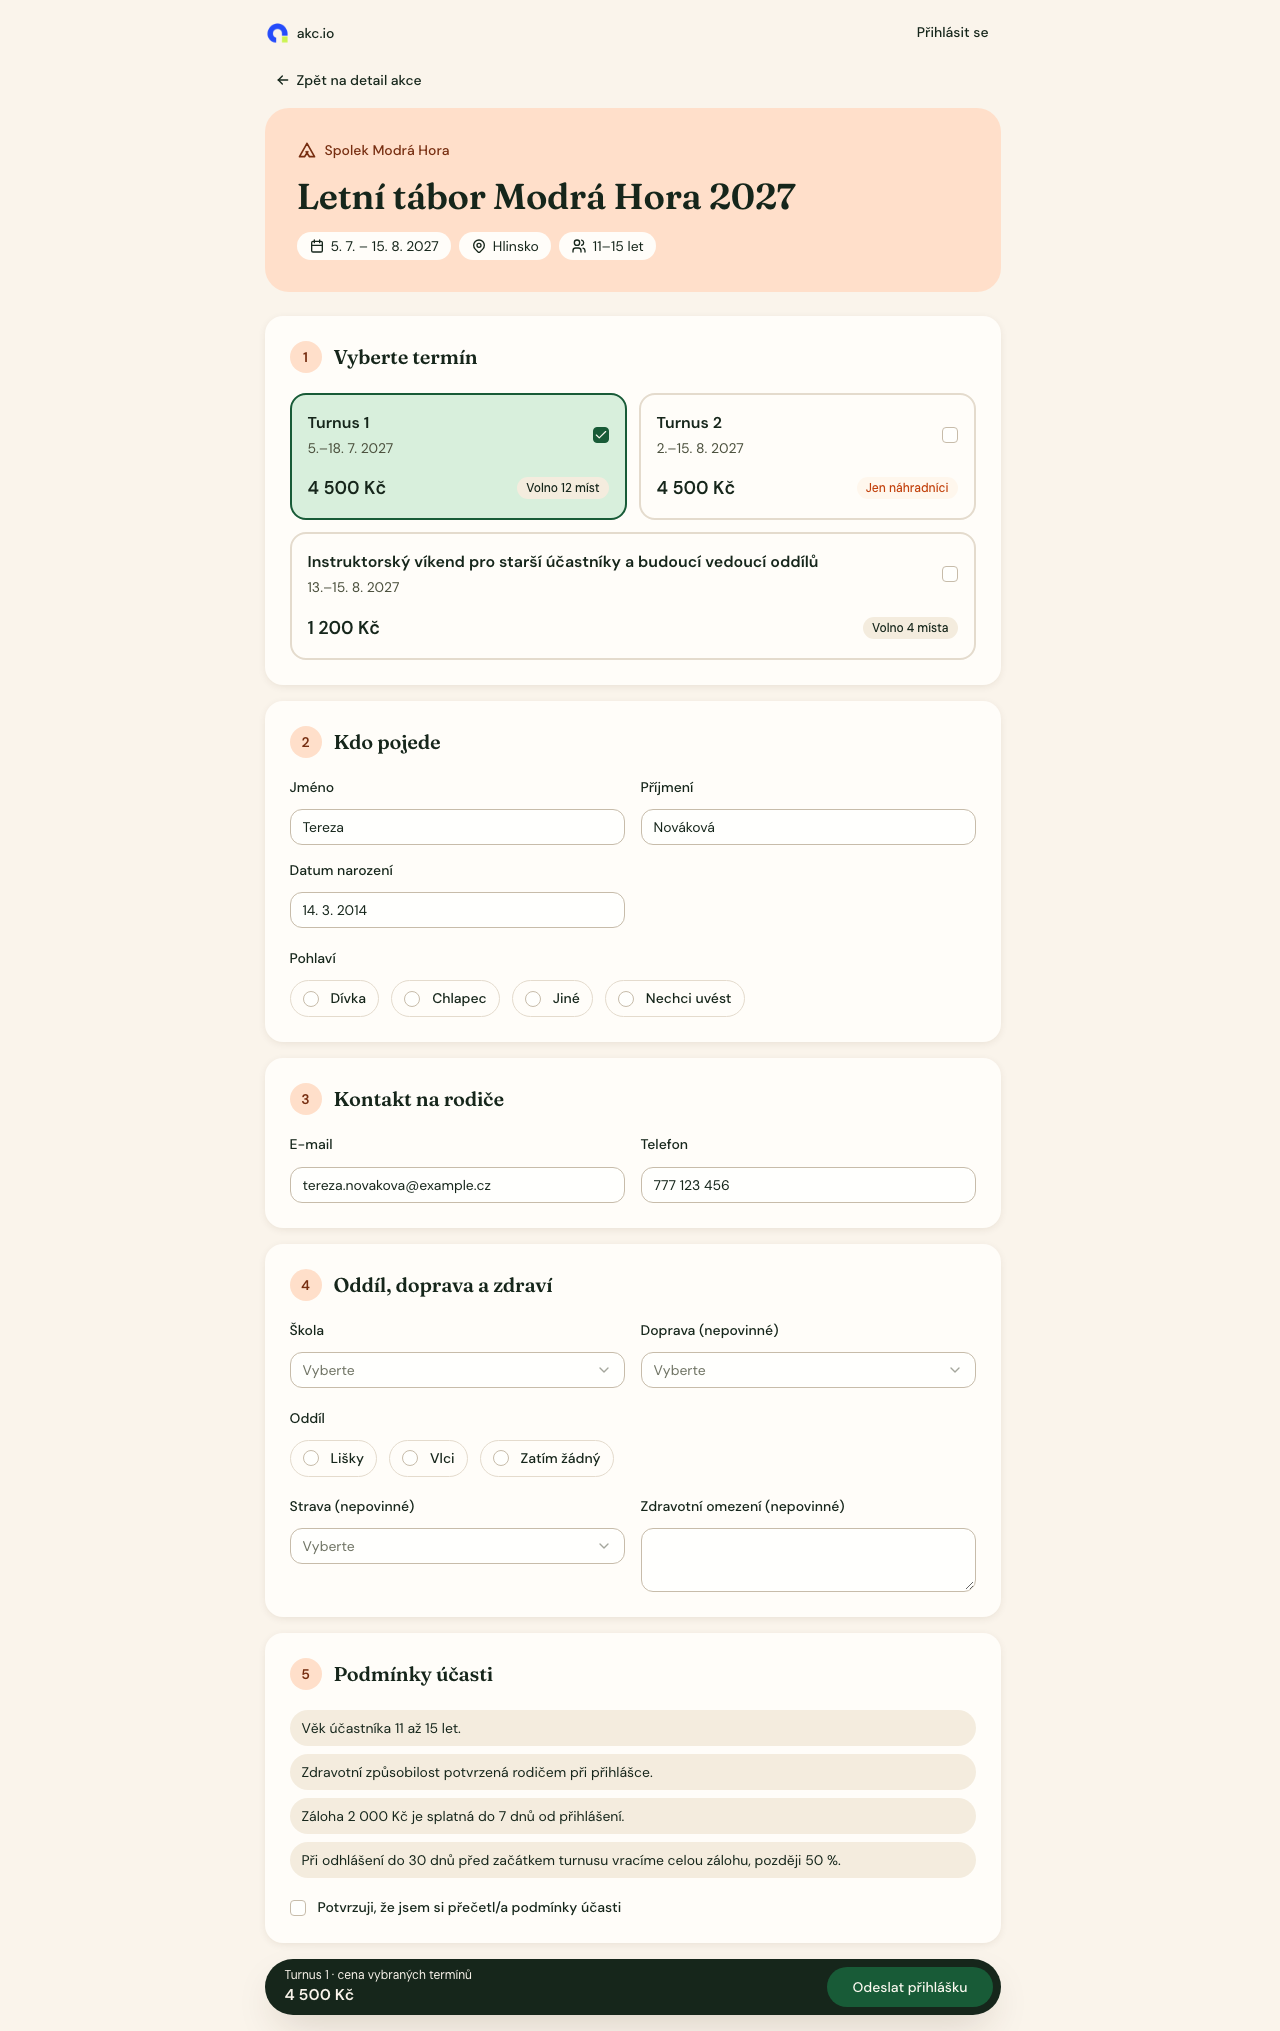 akc.io
Přihlásit se
Zpět na detail akce
Spolek Modrá Hora
Letní tábor Modrá Hora 2027
5. 7. – 15. 8. 2027
Hlinsko
11–15 let
1
Vyberte termín
Turnus 1
5.–18. 7. 2027
4 500 Kč
Volno 12 míst
Turnus 2
2.–15. 8. 2027
4 500 Kč
Jen náhradníci
Instruktorský víkend pro starší účastníky a budoucí vedoucí oddílů
13.–15. 8. 2027
1 200 Kč
Volno 4 místa
2
Kdo pojede
Jméno
Příjmení
Tereza
Nováková
Datum narození
14. 3. 2014
Pohlaví
Dívka
Chlapec
Jiné
Nechci uvést
3
Kontakt na rodiče
E-mail
Telefon
tereza.novakova@example.cz
777 123 456
4
Oddíl, doprava a zdraví
Škola
Doprava (nepovinné)
Vyberte
Vyberte
Oddíl
Lišky
Vlci
Zatím žádný
Strava (nepovinné)
Zdravotní omezení (nepovinné)
Vyberte
5
Podmínky účasti
Věk účastníka 11 až 15 let.
Zdravotní způsobilost potvrzená rodičem při přihlášce.
Záloha 2 000 Kč je splatná do 7 dnů od přihlášení.
Při odhlášení do 30 dnů před začátkem turnusu vracíme celou zálohu, později 50 %.
Potvrzuji, že jsem si přečetl/a podmínky účasti
Turnus 1 · cena vybraných termínů
4 500 Kč
Odeslat přihlášku